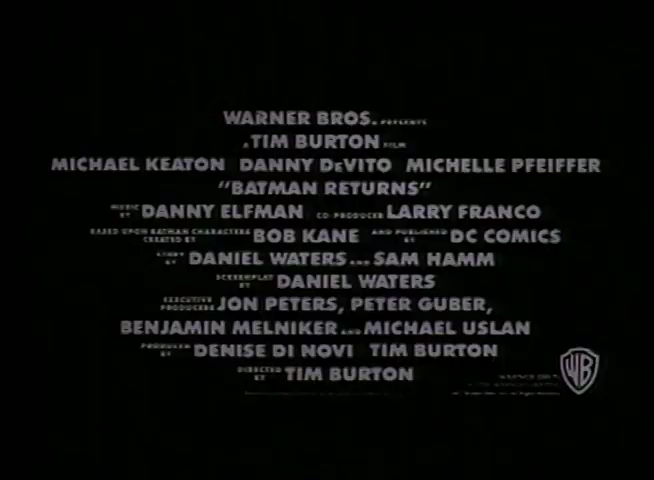 WARNER BROS. PRESENTS
A TIM BURTON FILM
MICHAEL KEATON DANNY DeVITO MICHELLE PFEIFFER
"BATMAN RETURNS"
MUSIC BY DANNY ELFMAN CO-PRODUCER LARRY FRANCO
BASED UPON BATMAN CHARACTERS CREATED BY BOB KANE AND PUBLISHED BY DC COMICS
STORY BY DANIEL WATERS AND SAM HAMM
SCREENPLAY BY DANIEL WATERS
EXECUTIVE PRODUCERS JON PETERS, PETER GUBER,
BENJAMIN MELNIKER AND MICHAEL USLAN
PRODUCED BY DENISE DI NOVI TIM BURTON
DIRECTED BY TIM BURTON
WB